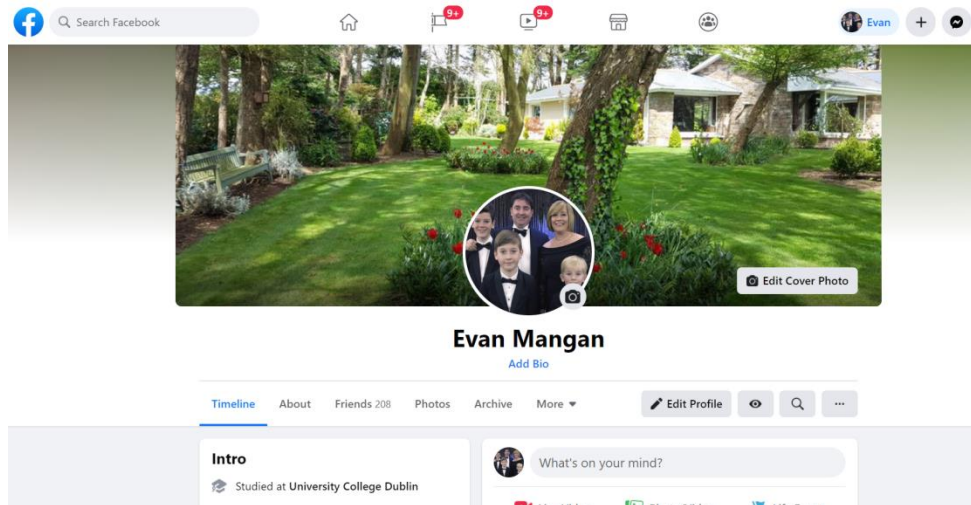 Search Facebook
9+
9+
Evan
Edit Cover Photo
Evan Mangan
Add Bio
Timeline About Friends 208 Photos Archive More
Edit Profile
Intro
What's on your mind?
Studied at University College Dublin